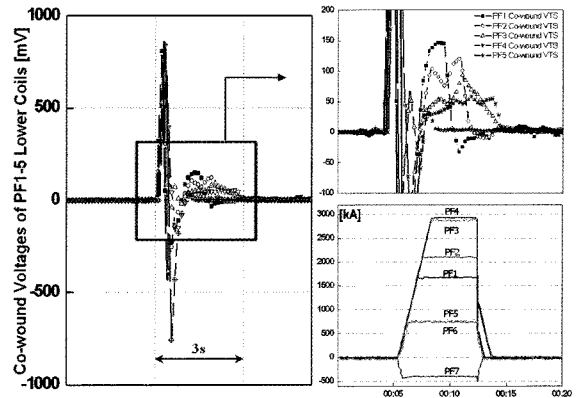 Co-wound Voltages of PF1-5 Lower Coils [mV]
1000
500
0
-500
-1000
3s
200
150
100
50
0
-50
-100
PF1 Co-wound VTS
PF2 Co-wound VTS
PF3 Co-wound VTS
PF4 Co-wound VTS
PF5 Co-wound VTS
[kA]
3000
2500
2000
1500
1000
500
0
-500
PF4
PF3
PF2
PF1
PF5
PF6
PF7
00:05
00:10
00:15
00:20